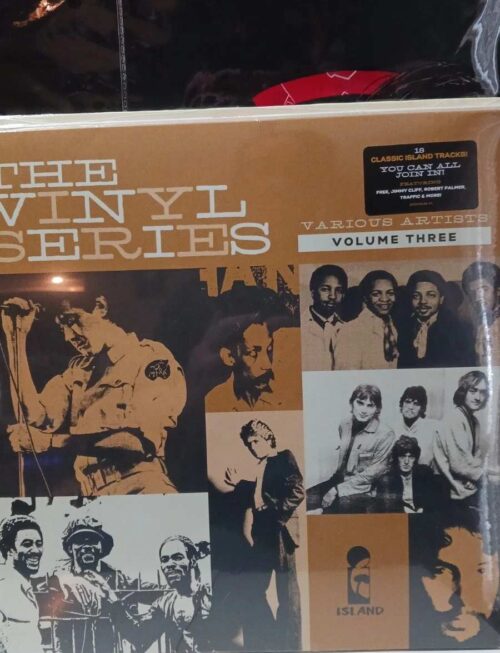 THE
VINYL
SERIES
18
CLASSIC ISLAND TRACKS!
YOU CAN ALL
JOIN IN!
FEATURING
FREE, JIMMY CLIFF, ROBERT PALMER,
TRAFFIC & MORE!
VARIOUS ARTISTS
VOLUME THREE
ISLAND